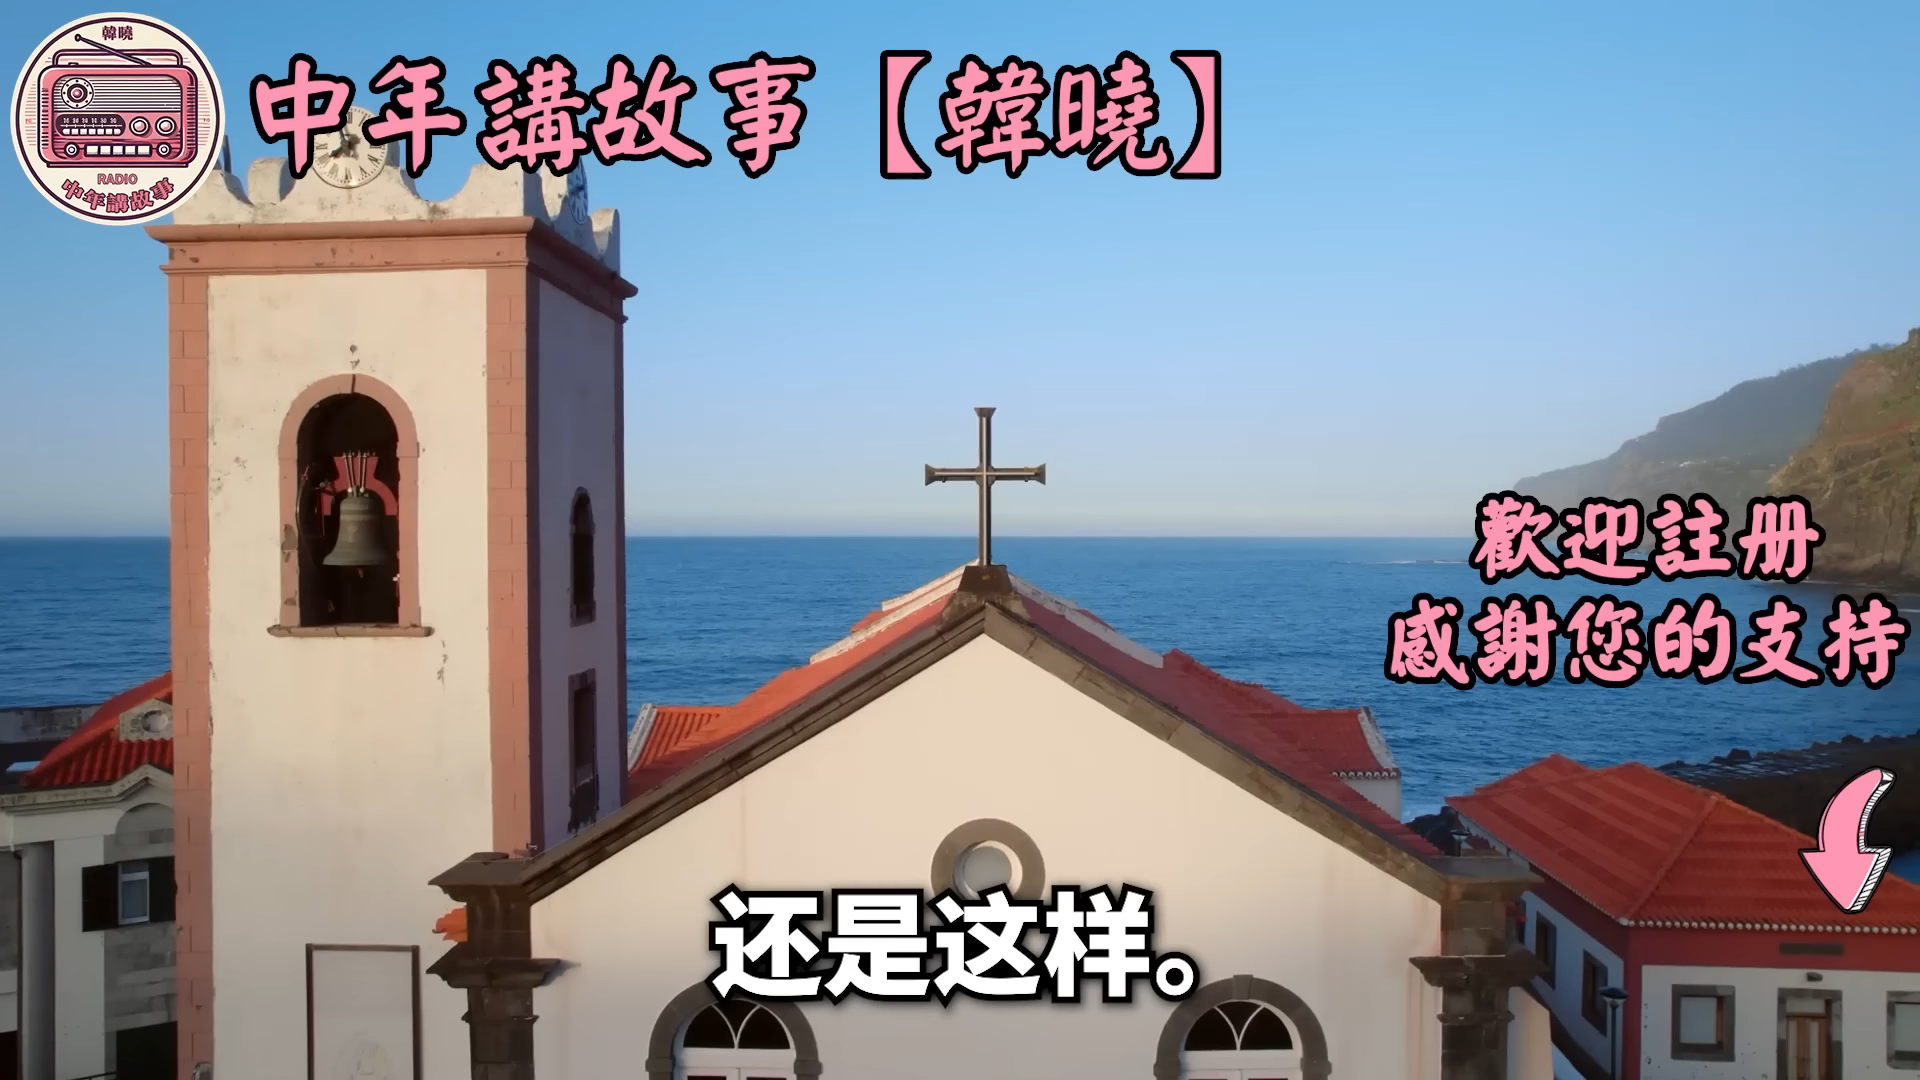 韓曉
RADIO
中年講故事
中年講故事【韓曉】
歡迎註册
感謝您的支持
还是这样。